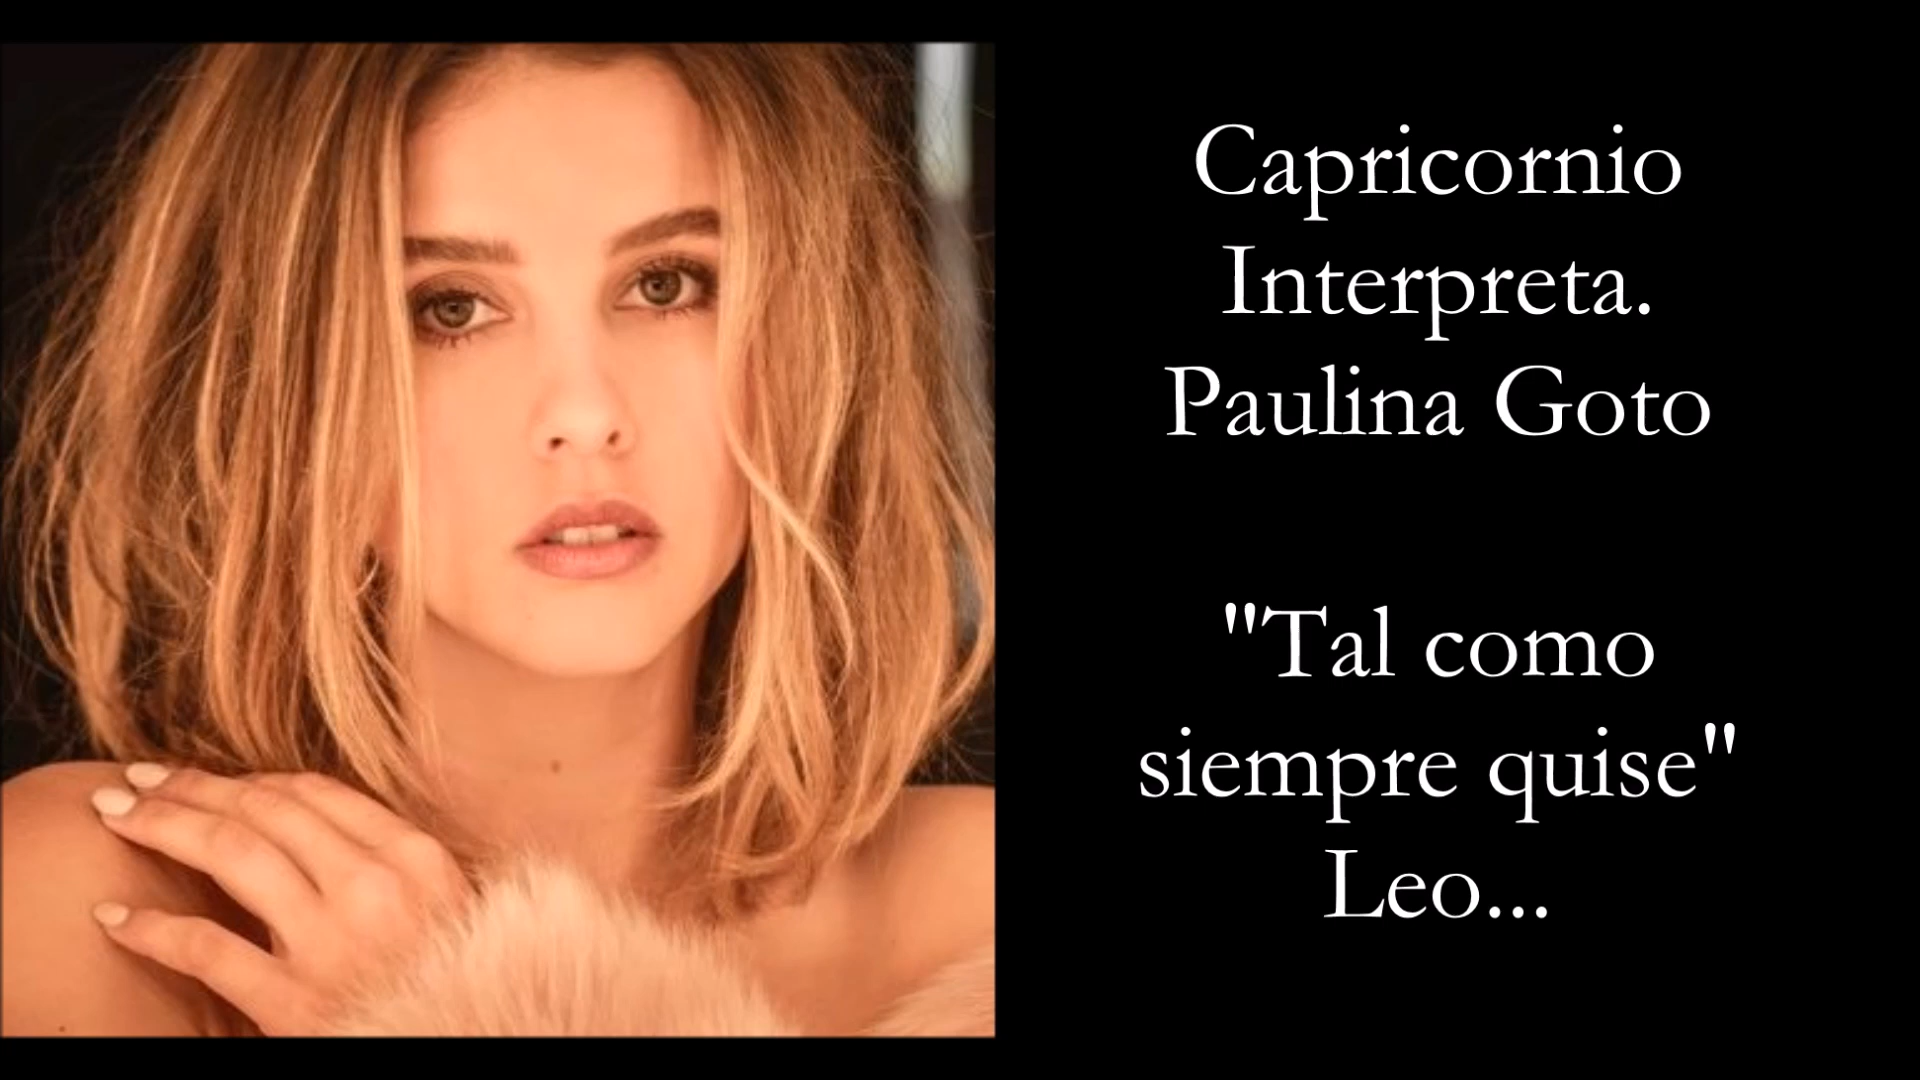 Capricornio
Interpreta.
Paulina Goto
"Tal como
siempre quise"
Leo...